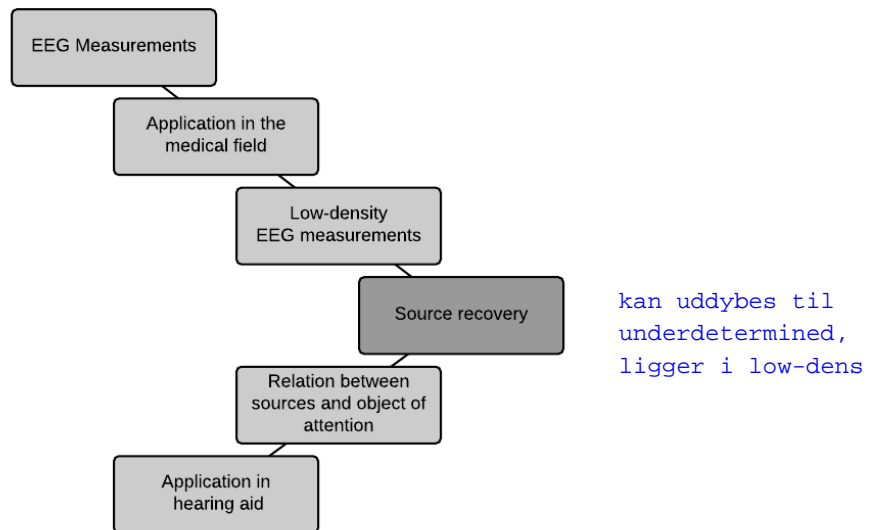 EEG Measurements
Application in the
medical field
Low-density
EEG measurements
Source recovery
kan uddybes til
underdetermined,
ligger i low-dens
Relation between
sources and object of
attention
Application in
hearing aid